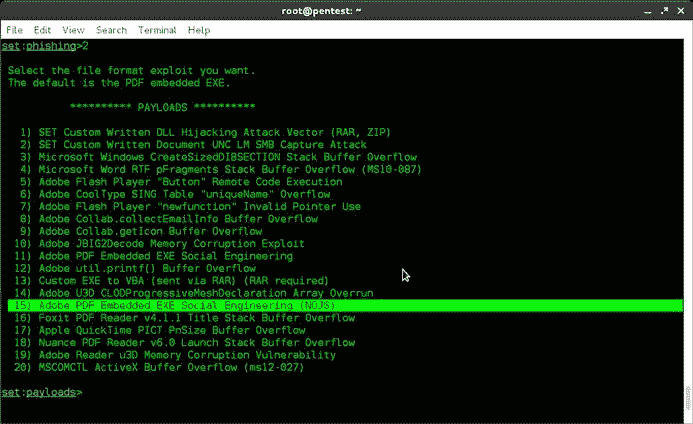 root@pentest: ~
File Edit View Search Terminal Help
set:phishing>2
Select the file format exploit you want.
The default is the PDF embedded EXE.
********** PAYLOADS **********
1) SET Custom Written DLL Hijacking Attack Vector (RAR, ZIP)
2) SET Custom Written Document UNC LM SMB Capture Attack
3) Microsoft Windows CreateSizedDIBSECTION Stack Buffer Overflow
4) Microsoft Word RTF pFragments Stack Buffer Overflow (MS10-087)
5) Adobe Flash Player "Button" Remote Code Execution
6) Adobe CoolType SING Table "uniqueName" Overflow
7) Adobe Flash Player "newfunction" Invalid Pointer Use
8) Adobe Collab.collectEmailInfo Buffer Overflow
9) Adobe Collab.getIcon Buffer Overflow
10) Adobe JBIG2Decode Memory Corruption Exploit
11) Adobe PDF Embedded EXE Social Engineering
12) Adobe util.printf() Buffer Overflow
13) Custom EXE to VBA (sent via RAR) (RAR required)
14) Adobe U3D CLODProgressiveMeshDeclaration Array Overrun
15) Adobe PDF Embedded EXE Social Engineering (NOJS)
16) Foxit PDF Reader v4.1.1 Title Stack Buffer Overflow
17) Apple QuickTime PICT PnSize Buffer Overflow
18) Nuance PDF Reader v6.0 Launch Stack Buffer Overflow
19) Adobe Reader u3D Memory Corruption Vulnerability
20) MSCOMCTL ActiveX Buffer Overflow (ms12-027)
set:payloads>